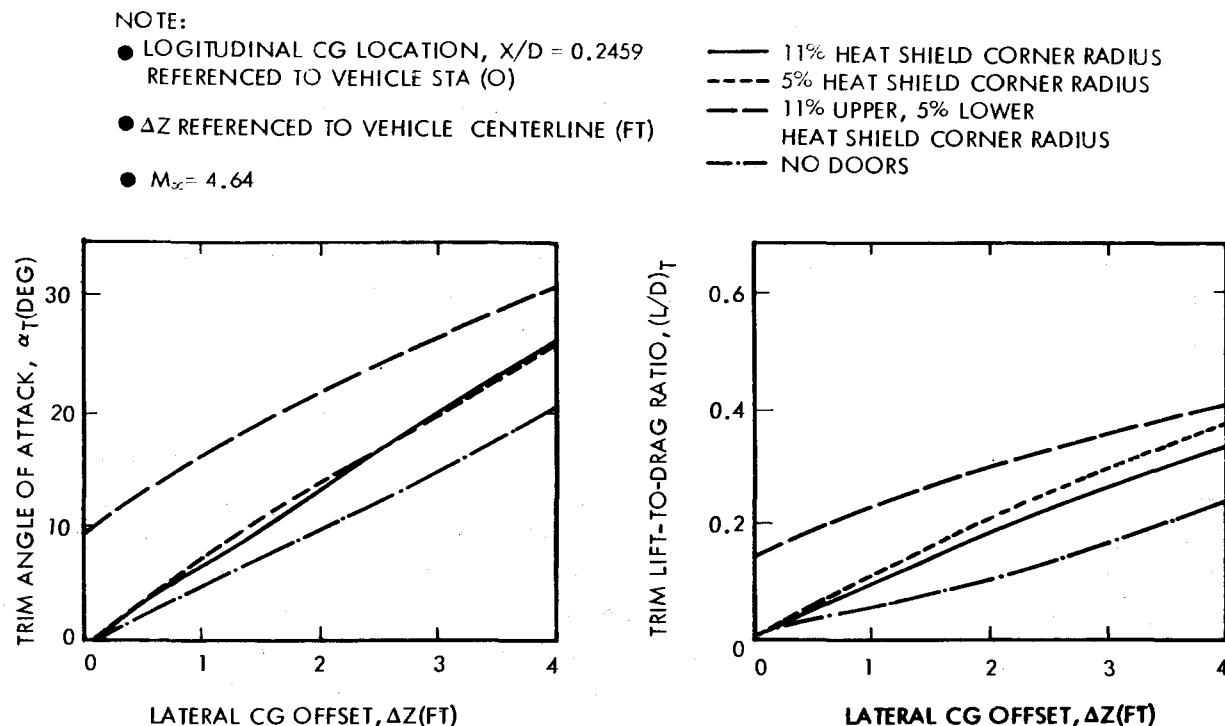 NOTE:
● LOGITUDINAL CG LOCATION, X/D = 0.2459
REFERENCED TO VEHICLE STA (O)
● ΔZ REFERENCED TO VEHICLE CENTERLINE (FT)
● M∞ = 4.64
11% HEAT SHIELD CORNER RADIUS
5% HEAT SHIELD CORNER RADIUS
11% UPPER, 5% LOWER
HEAT SHIELD CORNER RADIUS
NO DOORS
TRIM ANGLE OF ATTACK, αT(DEG)
30
20
10
0
0 1 2 3 4
LATERAL CG OFFSET, ΔZ(FT)
TRIM LIFT-TO-DRAG RATIO, (L/D)T
0.6
0.4
0.2
0
0 1 2 3 4
LATERAL CG OFFSET, ΔZ(FT)